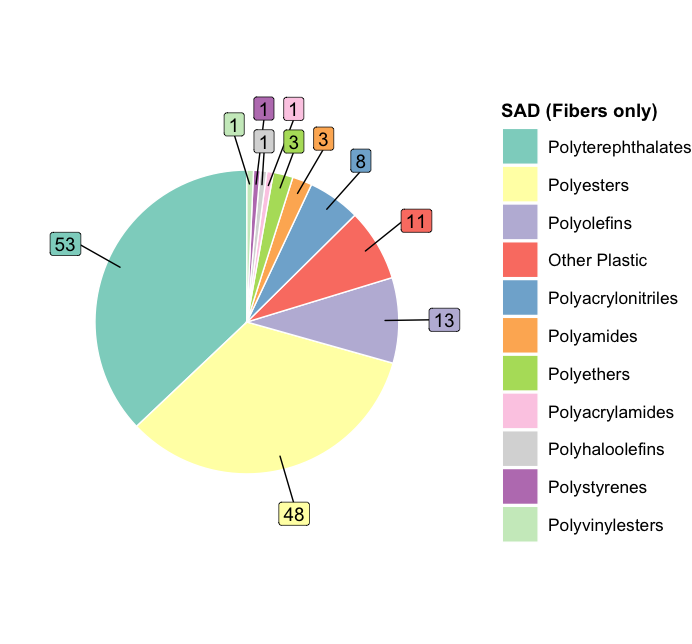 1
1
1
1
3
3
8
11
53
13
48
SAD (Fibers only)
Polyterephthalates
Polyesters
Polyolefins
Other Plastic
Polyacrylonitriles
Polyamides
Polyethers
Polyacrylamides
Polyhaloolefins
Polystyrenes
Polyvinylesters